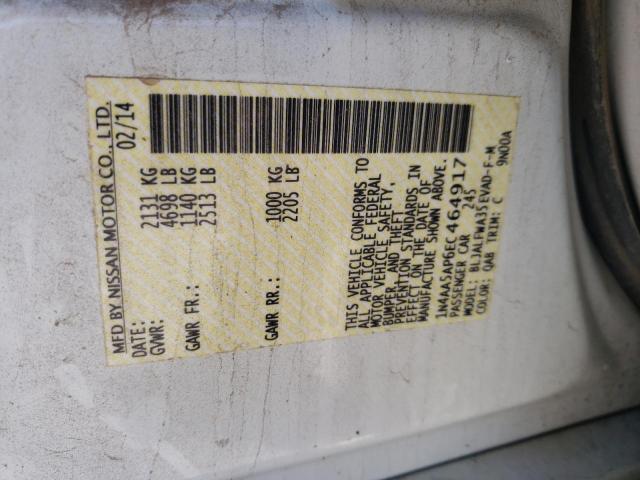 MFD BY NISSAN MOTOR CO., LTD.
DATE: 02/14
GVWR: 2131 KG
4698 LB
GAWR FR.: 1140 KG
2513 LB
GAWR RR.: 1000 KG
2205 LB
THIS VEHICLE CONFORMS TO
ALL APPLICABLE FEDERAL
MOTOR VEHICLE SAFETY,
BUMPER, AND THEFT
PREVENTION STANDARDS IN
EFFECT ON THE DATE OF
MANUFACTURE SHOWN ABOVE.
1N4AA5AP6EC464917
PASSENGER CAR 245
MODEL: BLJALFWA35EVAD-F-M
COLOR: QAB TRIM: C 9N00A